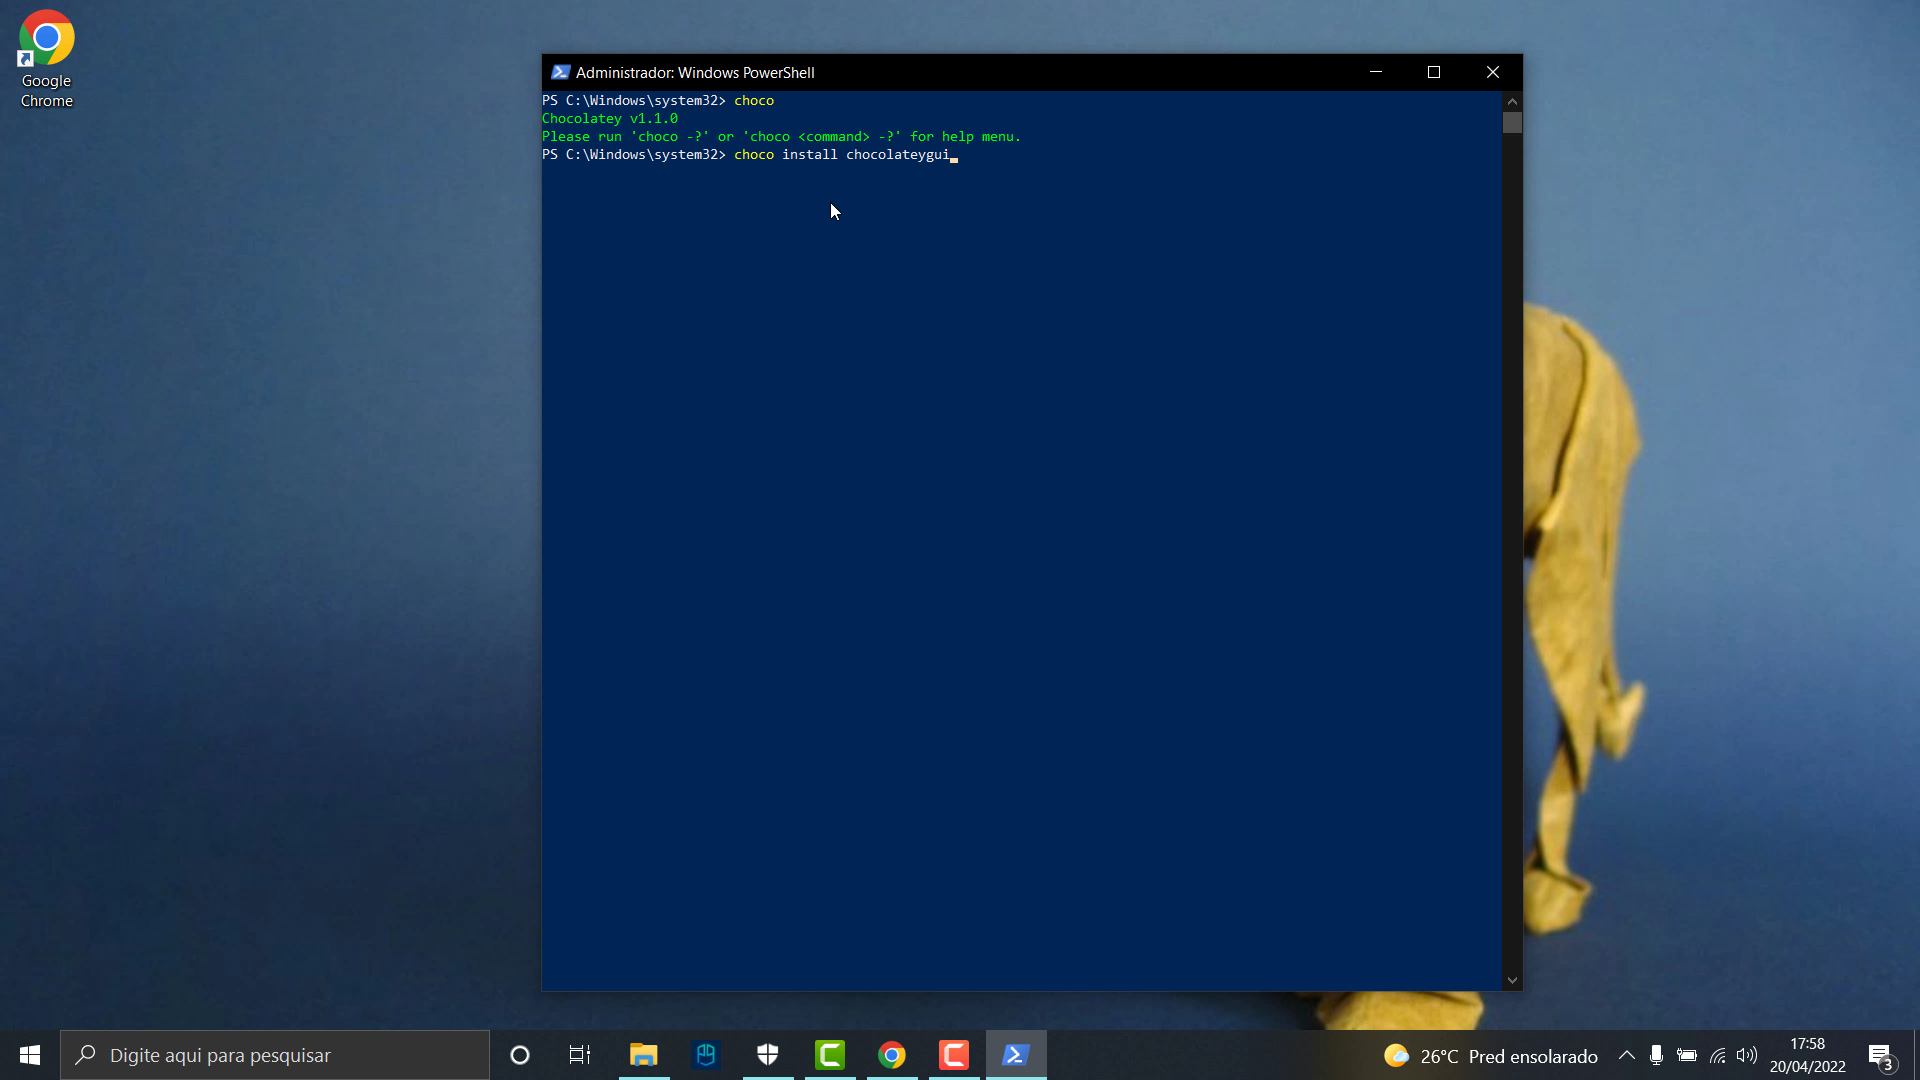 Google
Chrome
Administrador: Windows PowerShell
PS C:\Windows\system32> choco
Chocolatey v1.1.0
Please run 'choco -?' or 'choco <command> -?' for help menu.
PS C:\Windows\system32> choco install chocolateygui
Digite aqui para pesquisar
26°C Pred ensolarado
17:58
20/04/2022
3